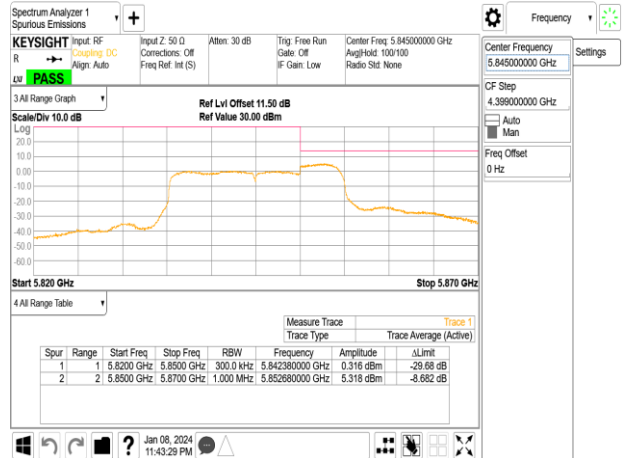 Spectrum Analyzer 1
Spurious Emissions
Frequency
KEYSIGHT
R
LXI
PASS
Input: RF
Coupling: DC
Align: Auto
Input Z: 50 Ω
Corrections: Off
Freq Ref: Int (S)
Atten: 30 dB
Trig: Free Run
Gate: Off
IF Gain: Low
Center Freq: 5.845000000 GHz
Avg|Hold: 100/100
Radio Std: None
Center Frequency
5.845000000 GHz
Settings
CF Step
4.399000000 GHz
Auto
Man
Freq Offset
0 Hz
3 All Range Graph
Scale/Div 10.0 dB
Ref Lvl Offset 11.50 dB
Ref Value 30.00 dBm
Log
20.0
10.0
0.00
-10.0
-20.0
-30.0
-40.0
-50.0
-60.0
Start 5.820 GHz
Stop 5.870 GHz
4 All Range Table
Measure Trace Trace 1
Trace Type Trace Average (Active)
Spur Range Start Freq Stop Freq RBW Frequency Amplitude ΔLimit
1 1 5.8200 GHz 5.8500 GHz 300.0 kHz 5.842380000 GHz 0.316 dBm -29.68 dB
2 2 5.8500 GHz 5.8700 GHz 1.000 MHz 5.852680000 GHz 5.318 dBm -8.682 dB
?
Jan 08, 2024
11:43:29 PM